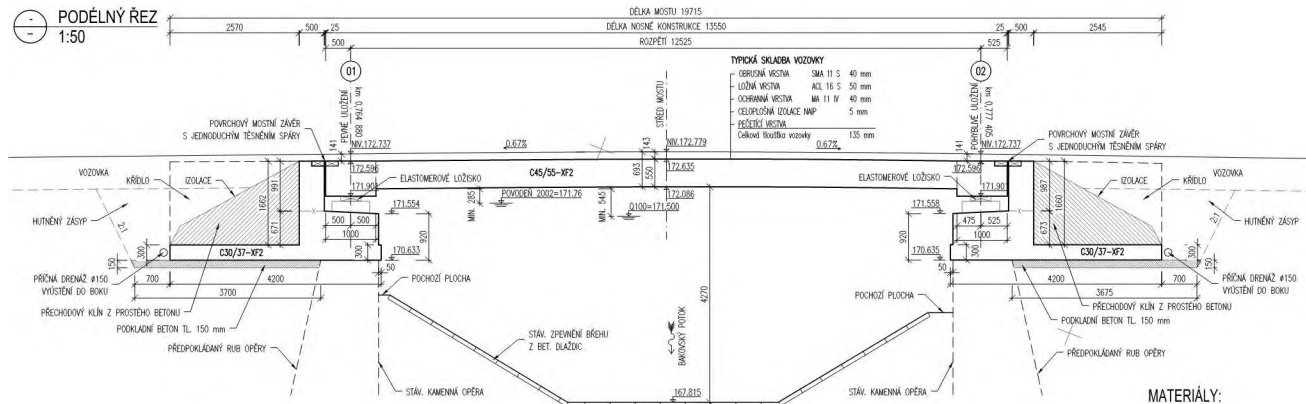 PODÉLNÝ ŘEZ
1:50
DÉLKA MOSTU 19715
2570 500 25 DÉLKA NOSNÉ KONSTRUKCE 13550 25 500 2545
500 ROZPĚTÍ 12525 525
01
02
TYPICKÁ SKLADBA VOZOVKY
OBRUSNÁ VRSTVA SMA 11 S 40 mm
LOŽNÁ VRSTVA ACL 16 S 50 mm
OCHRANNÁ VRSTVA MA 11 IV 40 mm
CELOPLOŠNÁ IZOLACE NAIP 5 mm
PEČETÍCÍ VRSTVA
Celková tloušťka vozovky 135 mm
PEVNÉ ULOŽENÍ
km 0,764 880
STŘED MOSTU
POHYBLIVÉ ULOŽENÍ
km 0,777 405
POVRCHOVÝ MOSTNÍ ZÁVĚR
S JEDNODUCHÝM TĚSNĚNÍM SPÁRY
POVRCHOVÝ MOSTNÍ ZÁVĚR
S JEDNODUCHÝM TĚSNĚNÍM SPÁRY
141 NIV.172.737 0.67% 143 NIV.172.779 0.67% 141 NIV.172.737
172.596 C45/55-XF2 693 550 172.635 172.596
VOZOVKA KŘÍDLO IZOLACE 991 1662 671
171.90 ELASTOMEROVÉ LOŽISKO
ELASTOMEROVÉ LOŽISKO 171.90
987 1660 673 IZOLACE KŘÍDLO VOZOVKA
POVODEŇ 2002=171.76 172.086
MIN. 285 MIN. 545 Q100=171.500
HUTNĚNÝ ZÁSYP 2:1
171.554 500 500 1000 920
171.558 475 525 1000 920
2:1 HUTNĚNÝ ZÁSYP
300 150 C30/37-XF2 300 170.633 50
170.635 50 300 C30/37-XF2 300 150
PŘÍČNÁ DRENÁŽ ø150
VYÚSTĚNÍ DO BOKU
700 4200
3700
4200 700
3675
PŘÍČNÁ DRENÁŽ ø150
VYÚSTĚNÍ DO BOKU
POCHOZÍ PLOCHA
POCHOZÍ PLOCHA
4270
PŘECHODOVÝ KLÍN Z PROSTÉHO BETONU
PODKLADNÍ BETON TL. 150 mm
PŘEDPOKLÁDANÝ RUB OPĚRY
STÁV. ZPEVNĚNÍ BŘEHU
Z BET. DLAŽDIC
BAKOVSKÝ POTOK
PŘECHODOVÝ KLÍN Z PROSTÉHO BETONU
PODKLADNÍ BETON TL. 150 mm
PŘEDPOKLÁDANÝ RUB OPĚRY
STÁV. KAMENNÁ OPĚRA
167.815
STÁV. KAMENNÁ OPĚRA
MATERIÁLY: